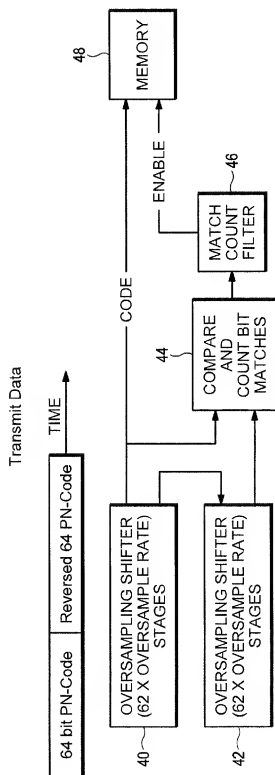 Transmit Data
64 bit PN-Code
Reversed 64 PN-Code
TIME
40
OVERSAMPLING SHIFTER
(62 X OVERSAMPLE RATE)
STAGES
42
OVERSAMPLING SHIFTER
(62 X OVERSAMPLE RATE)
STAGES
CODE
44
COMPARE
AND
COUNT BIT
MATCHES
46
MATCH
COUNT
FILTER
ENABLE
48
MEMORY